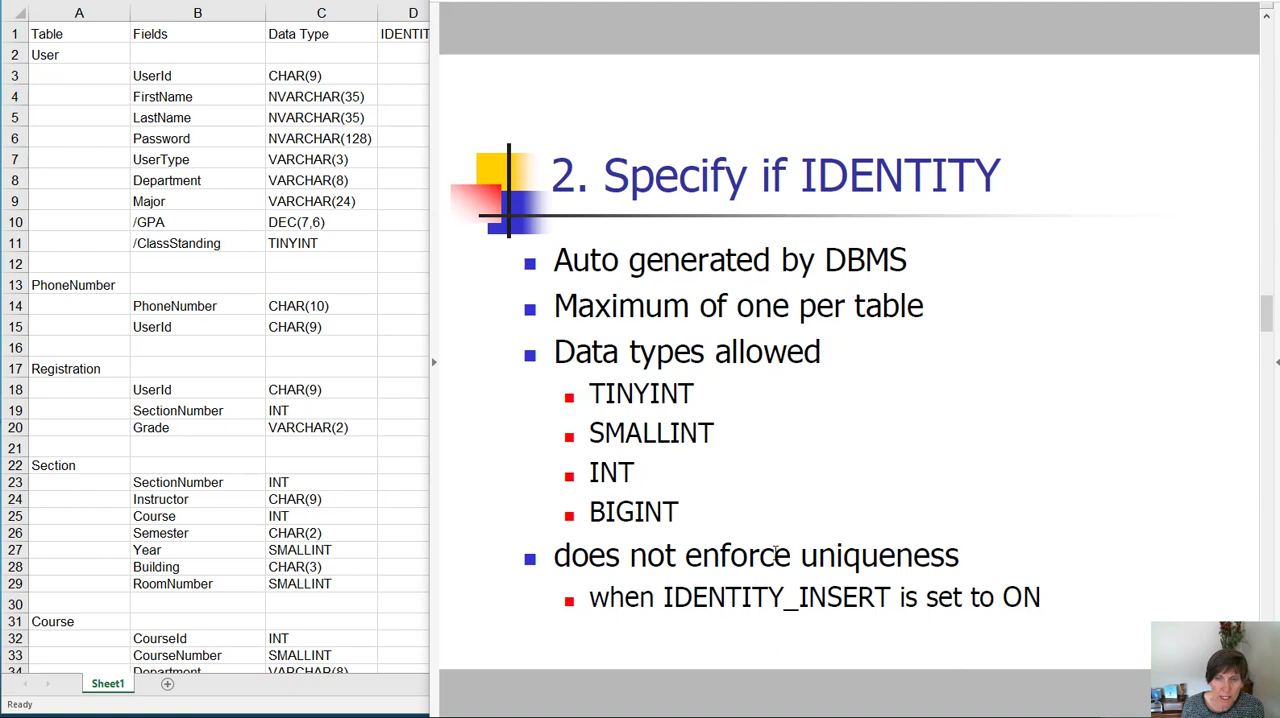 A B C D
1 Table Fields Data Type IDENTIT
2 User
3 UserId CHAR(9)
4 FirstName NVARCHAR(35)
5 LastName NVARCHAR(35)
6 Password NVARCHAR(128)
7 UserType VARCHAR(3)
8 Department VARCHAR(8)
9 Major VARCHAR(24)
10 /GPA DEC(7,6)
11 /ClassStanding TINYINT
12
13 PhoneNumber
14 PhoneNumber CHAR(10)
15 UserId CHAR(9)
16
17 Registration
18 UserId CHAR(9)
19 SectionNumber INT
20 Grade VARCHAR(2)
21
22 Section
23 SectionNumber INT
24 Instructor CHAR(9)
25 Course INT
26 Semester CHAR(2)
27 Year SMALLINT
28 Building CHAR(3)
29 RoomNumber SMALLINT
30
31 Course
32 CourseId INT
33 CourseNumber SMALLINT
34 Department VARCHAR(8)
Sheet1
Ready
2. Specify if IDENTITY
Auto generated by DBMS
Maximum of one per table
Data types allowed
TINYINT
SMALLINT
INT
BIGINT
does not enforce uniqueness
when IDENTITY_INSERT is set to ON